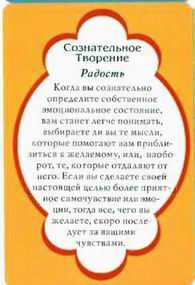 Сознательное
Творение
Радость
Когда вы сознательно
определите собственное
эмоциональное состояние,
вам станет легче понимать,
выбираете ли вы те мысли,
которые помогают вам прибли-
зиться к желаемому, или, наобо-
рот, те, которые отдаляют от
него. Если вы сделаете своей
настоящей целью более прият-
ное самочувствие или эмо-
ции, тогда все, чего вы
желаете, скоро после-
дует за вашими
чувствами.